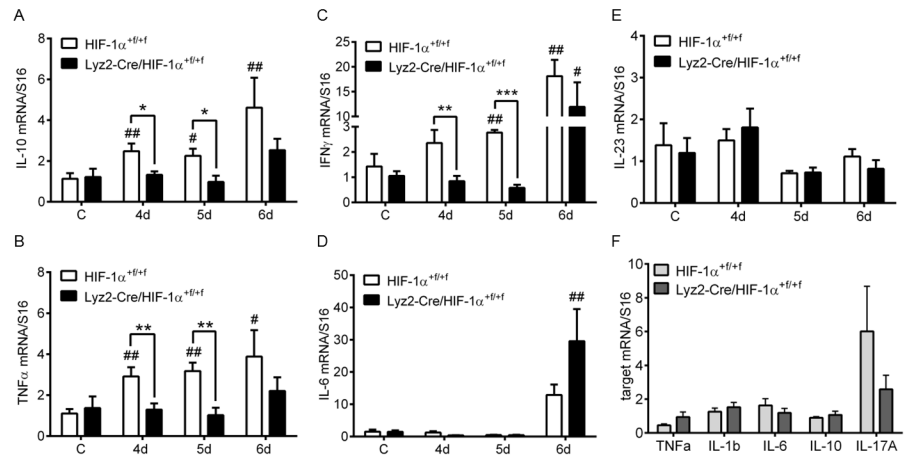 A
IL-10 mRNA/S16
8
6
4
2
0
HIF-1α+f/+f
Lyz2-Cre/HIF-1α+f/+f
## * # * ##
C 4d 5d 6d
B
TNFα mRNA/S16
8
6
4
2
0
HIF-1α+f/+f
Lyz2-Cre/HIF-1α+f/+f
## ** ## ** #
C 4d 5d 6d
C
IFNγ mRNA/S16
25
20
15
10
3
2
1
0
HIF-1α+f/+f
Lyz2-Cre/HIF-1α+f/+f
** ## *** ## #
C 4d 5d 6d
D
IL-6 mRNA/S16
50
40
30
20
10
0
HIF-1α+f/+f
Lyz2-Cre/HIF-1α+f/+f
##
C 4d 5d 6d
E
IL-23 mRNA/S16
4
3
2
1
0
HIF-1α+f/+f
Lyz2-Cre/HIF-1α+f/+f
C 4d 5d 6d
F
target mRNA/S16
10
8
6
4
2
0
HIF-1α+f/+f
Lyz2-Cre/HIF-1α+f/+f
TNFa IL-1b IL-6 IL-10 IL-17A